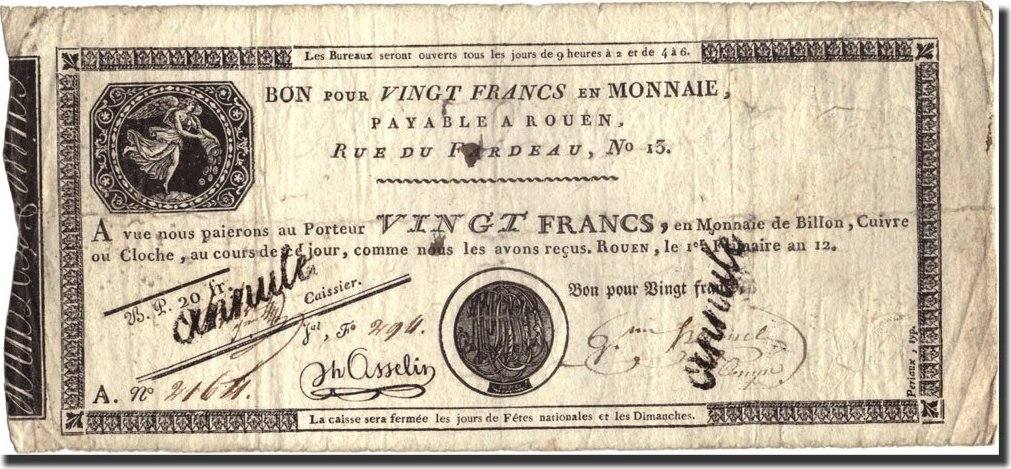 Les Bureaux seront ouverts tous les jours de 9 heures à 2 et de 4 à 6.
BON POUR VINGT FRANCS EN MONNAIE,
PAYABLE A ROUEN,
RUE DU FARDEAU, No 13.
A vue nous paierons au Porteur VINGT FRANCS, en Monnaie de Billon, Cuivre
ou Cloche, au cours de ce jour, comme nous les avons reçus. ROUEN, le 1er. Frimaire an 12.
B. P. 20 fr.
annulé
Caissier.
Bon pour Vingt francs
annulé
Jal, Fo 294.
Jh Asselin
A. No 2164.
Periaux, typ.
La caisse sera fermée les jours de Fêtes nationales et les Dimanches.